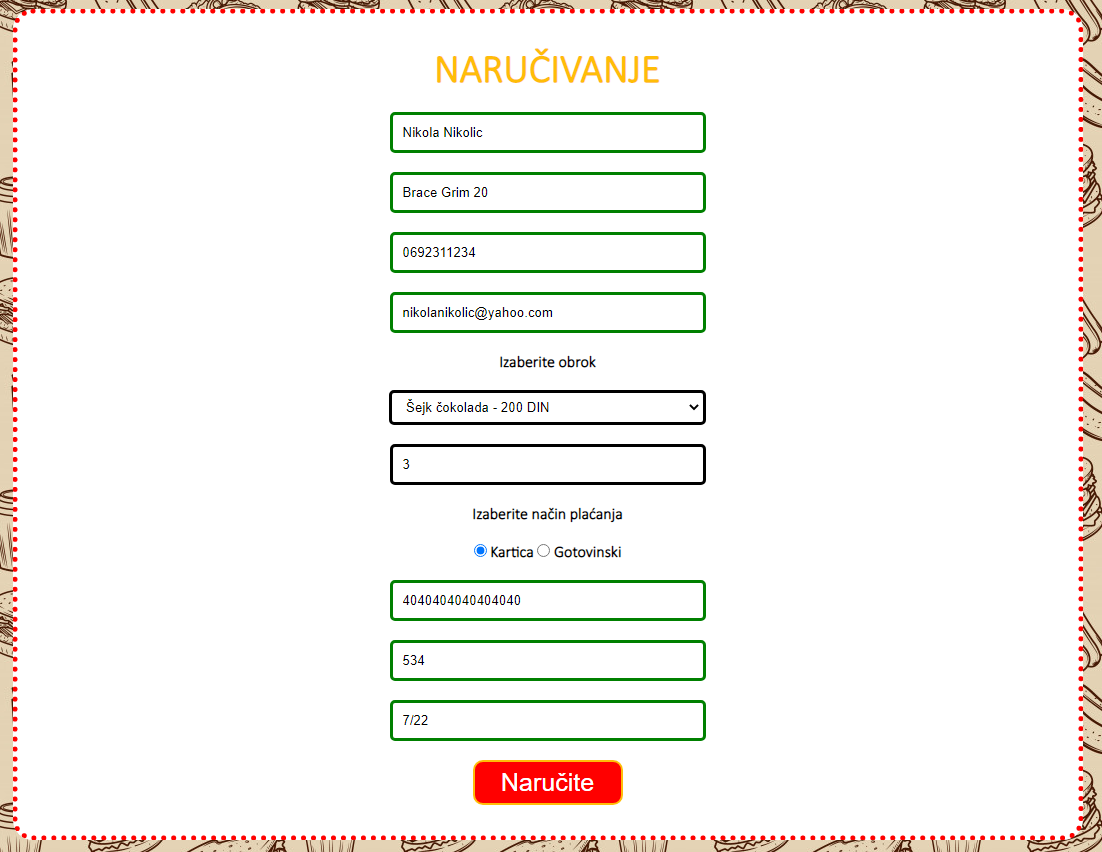 NARUČIVANJE
Nikola Nikolic
Brace Grim 20
0692311234
nikolanikolic@yahoo.com
Izaberite obrok
Šejk čokolada - 200 DIN
3
Izaberite način plaćanja
Kartica Gotovinski
4040404040404040
534
7/22
Naručite